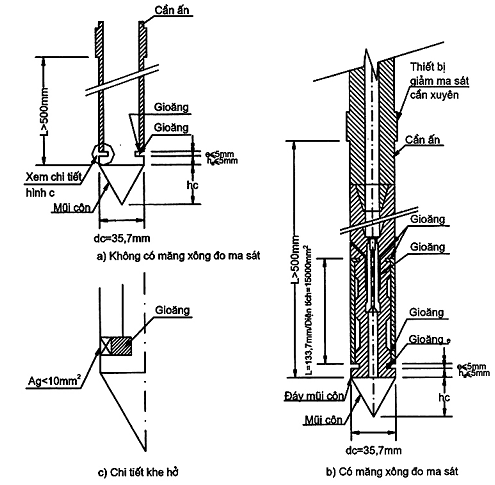 Cần ấn
L>500mm
Gioăng
Gioăng
e<5mm
hₑ≤5mm
Xem chi tiết
hình c
hc
Mũi côn
dc=35,7mm
a) Không có măng xông đo ma sát
Gioăng
Ag<10mm²
c) Chi tiết khe hở
Thiết bị
giảm ma sát
cần xuyên
Cần ấn
L>500mm
Gioăng
Gioăng
L=133,7mm/Diện tích=15000mm²
Gioăng
Gioăng
e<5mm
hₑ≤5mm
Đáy mũi côn
hc
Mũi côn
dc=35,7mm
b) Có măng xông đo ma sát